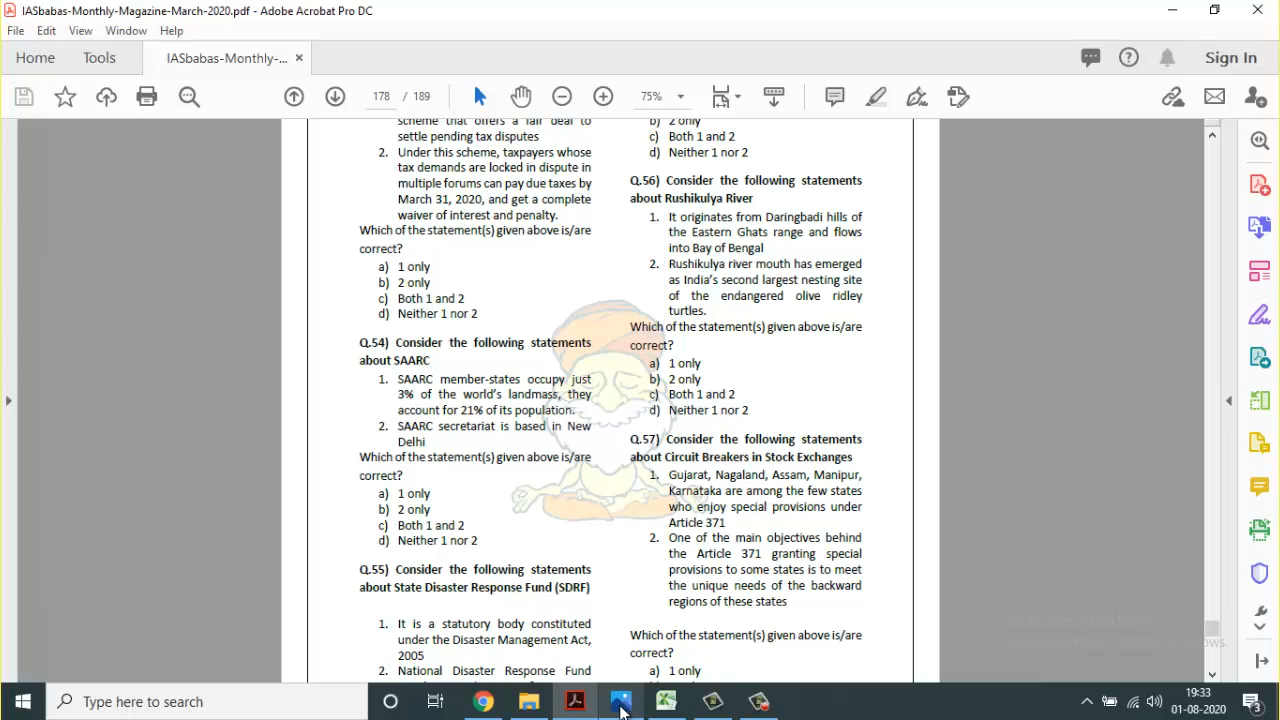 IASbabas-Monthly-Magazine-March-2020.pdf - Adobe Acrobat Pro DC
File Edit View Window Help
Home Tools IASbabas-Monthly-... × Sign In
178 / 189 75%
scheme that offers a fair deal to
settle pending tax disputes
2. Under this scheme, taxpayers whose
tax demands are locked in dispute in
multiple forums can pay due taxes by
March 31, 2020, and get a complete
waiver of interest and penalty.
Which of the statement(s) given above is/are
correct?
a) 1 only
b) 2 only
c) Both 1 and 2
d) Neither 1 nor 2
Q.54) Consider the following statements
about SAARC
1. SAARC member-states occupy just
3% of the world's landmass, they
account for 21% of its population.
2. SAARC secretariat is based in New
Delhi
Which of the statement(s) given above is/are
correct?
a) 1 only
b) 2 only
c) Both 1 and 2
d) Neither 1 nor 2
Q.55) Consider the following statements
about State Disaster Response Fund (SDRF)
1. It is a statutory body constituted
under the Disaster Management Act,
2005
2. National Disaster Response Fund
b) 2 only
c) Both 1 and 2
d) Neither 1 nor 2
Q.56) Consider the following statements
about Rushikulya River
1. It originates from Daringbadi hills of
the Eastern Ghats range and flows
into Bay of Bengal
2. Rushikulya river mouth has emerged
as India's second largest nesting site
of the endangered olive ridley
turtles.
Which of the statement(s) given above is/are
correct?
a) 1 only
b) 2 only
c) Both 1 and 2
d) Neither 1 nor 2
Q.57) Consider the following statements
about Circuit Breakers in Stock Exchanges
1. Gujarat, Nagaland, Assam, Manipur,
Karnataka are among the few states
who enjoy special provisions under
Article 371
2. One of the main objectives behind
the Article 371 granting special
provisions to some states is to meet
the unique needs of the backward
regions of these states
Which of the statement(s) given above is/are
correct?
a) 1 only
Type here to search
19:33
01-08-2020
3